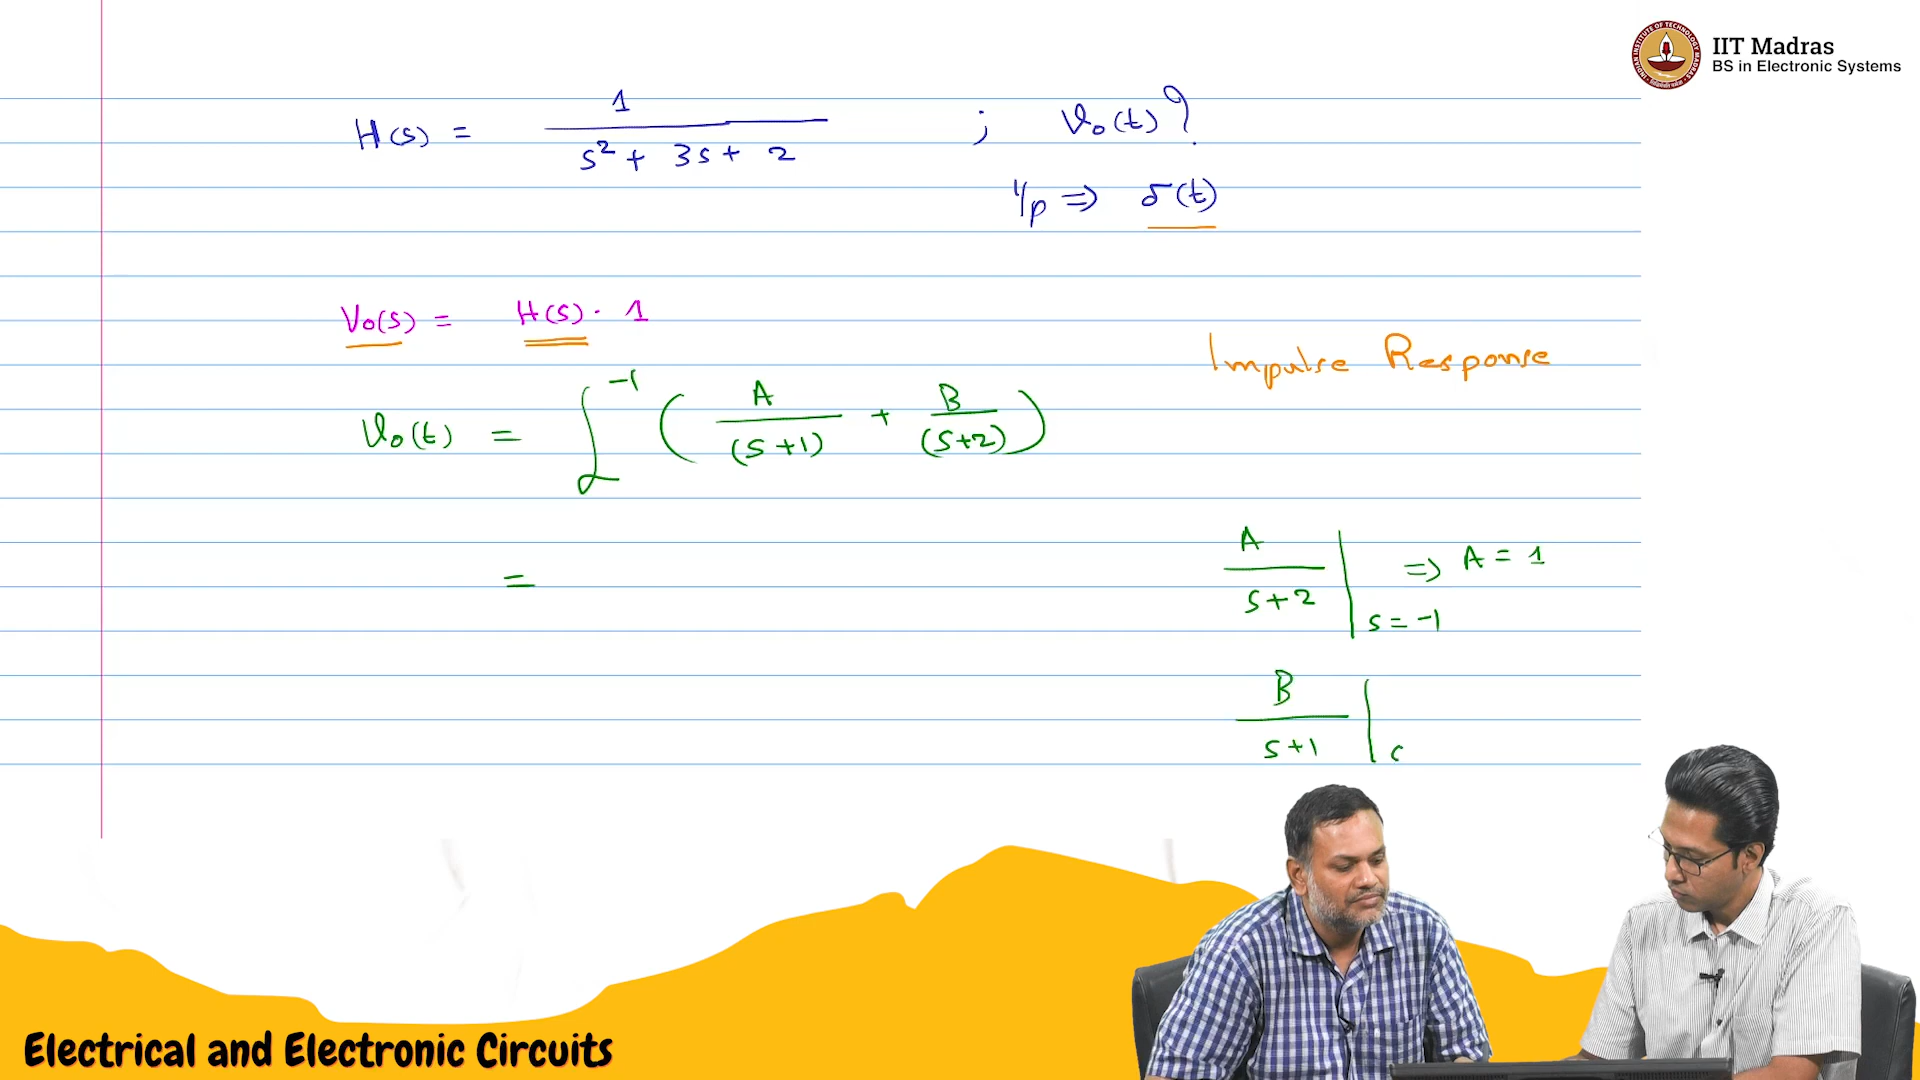 IIT Madras
BS in Electronic Systems
H(s) = 1 / (s² + 3s + 2) ; v₀(t)?
i/p ⇒ δ(t)
V₀(s) = H(s) · 1
Impulse Response
v₀(t) = ℒ⁻¹ ( A/(s+1) + B/(s+2) )
=
A/(s+2) | s = -1 ⇒ A = 1
B/(s+1) |
Electrical and Electronic Circuits